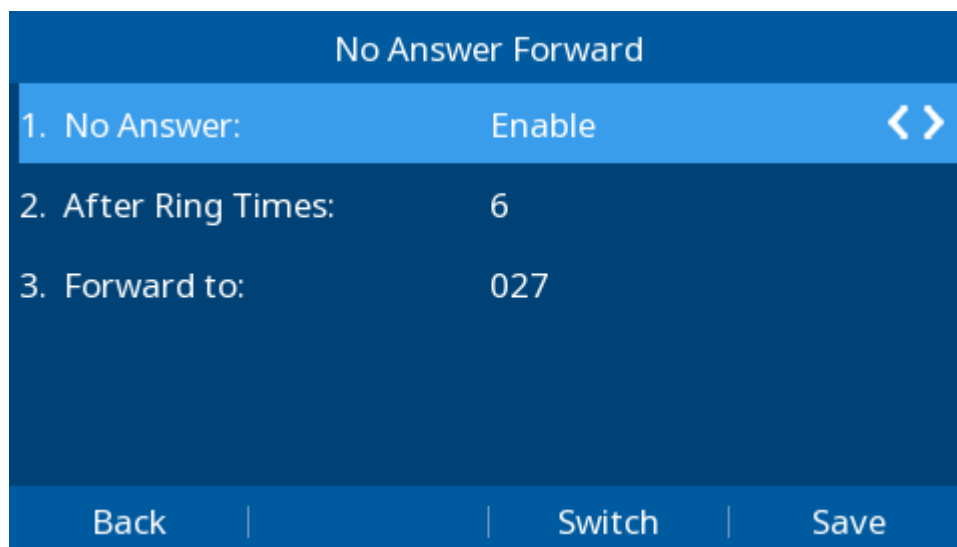 No Answer Forward
1. No Answer: Enable
2. After Ring Times: 6
3. Forward to: 027
Back Switch Save